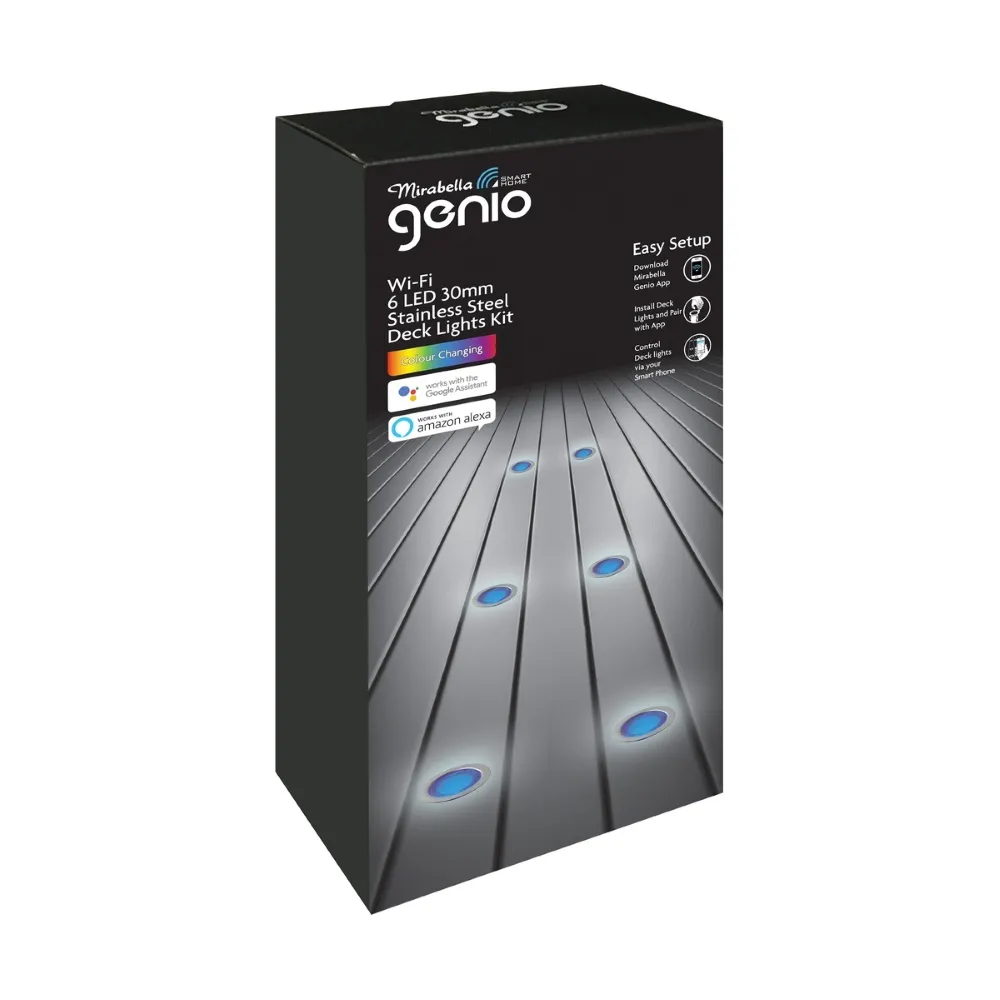 Mirabella
genio
Mirabella SMART
HOME
genio
Wi-Fi
6 LED 30mm
Stainless Steel
Deck Lights Kit
Colour Changing
works with the
Google Assistant
WORKS WITH
amazon alexa
Easy Setup
Download
Mirabella
Genio App
Install Deck
Lights and Pair
with App
Control
Deck lights
via your
Smart Phone